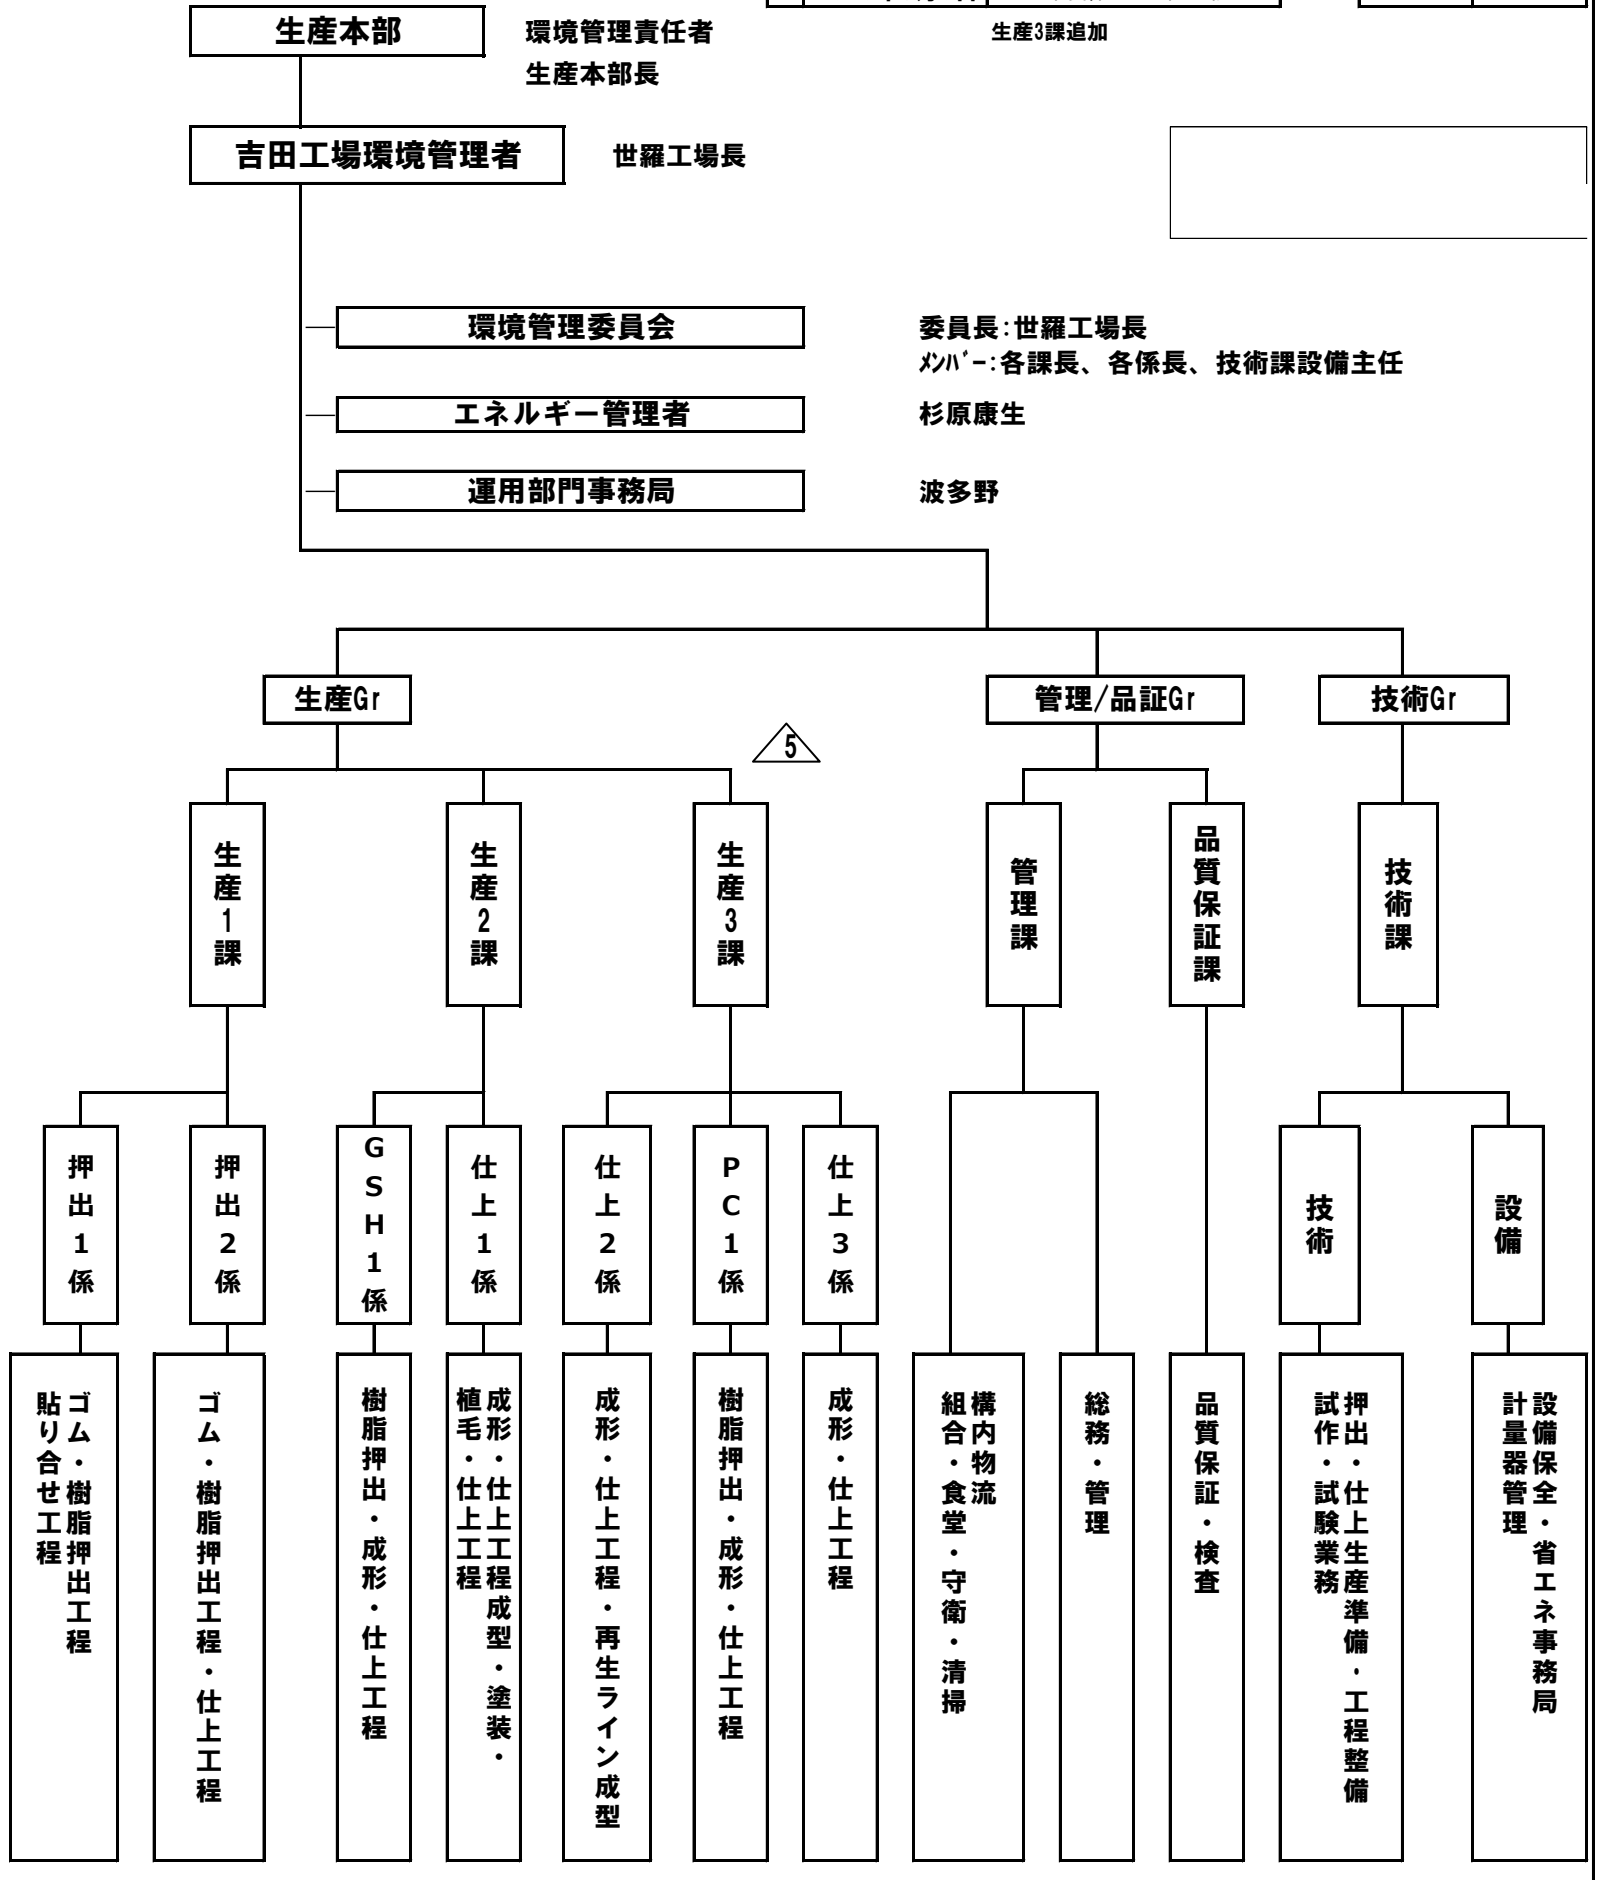 生産本部
環境管理責任者
生産3課追加
生産本部長
吉田工場環境管理者
世羅工場長
環境管理委員会
委員長:世羅工場長
ﾒﾝﾊﾞｰ:各課長、各係長、技術課設備主任
エネルギー管理者
杉原康生
運用部門事務局
波多野
生産Gr
管理/品証Gr
技術Gr
5
生産1課
生産2課
生産3課
管理課
品質保証課
技術課
押出1係
押出2係
GSH1係
仕上1係
仕上2係
PC1係
仕上3係
技術
設備
ゴム・樹脂押出工程
貼り合せ工程
ゴム・樹脂押出工程・仕上工程
樹脂押出・成形・仕上工程
成形・仕上工程成型・塗装・
植毛・仕上工程
成形・仕上工程・再生ライン成型
樹脂押出・成形・仕上工程
成形・仕上工程
構内物流
組合・食堂・守衛・清掃
総務・管理
品質保証・検査
押出・仕上生産準備・工程整備
試作・試験業務
設備保全・省エネ事務局
計量器管理